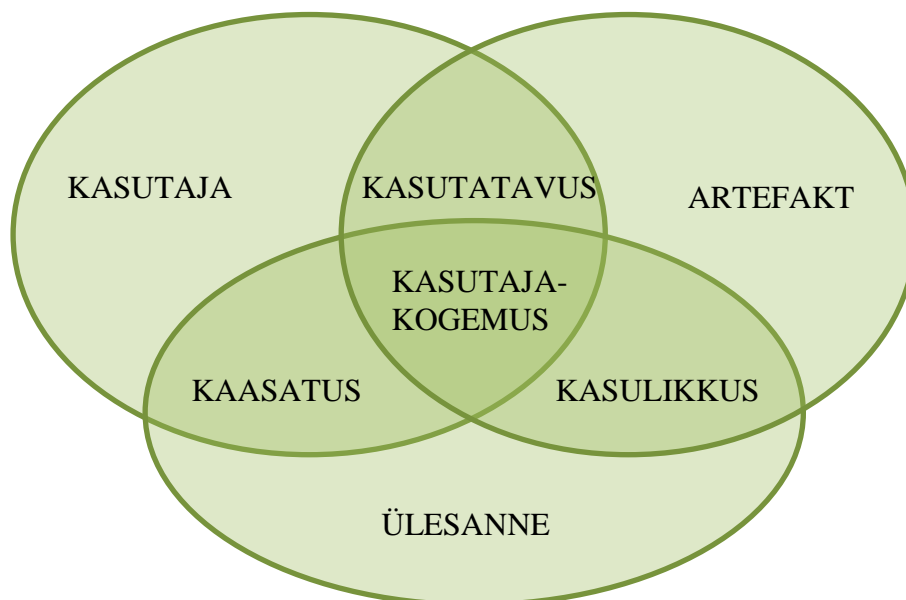 KASUTAJA
KASUTATAVUS
ARTEFAKT
KASUTAJA-
KOGEMUS
KAASATUS
KASULIKKUS
ÜLESANNE